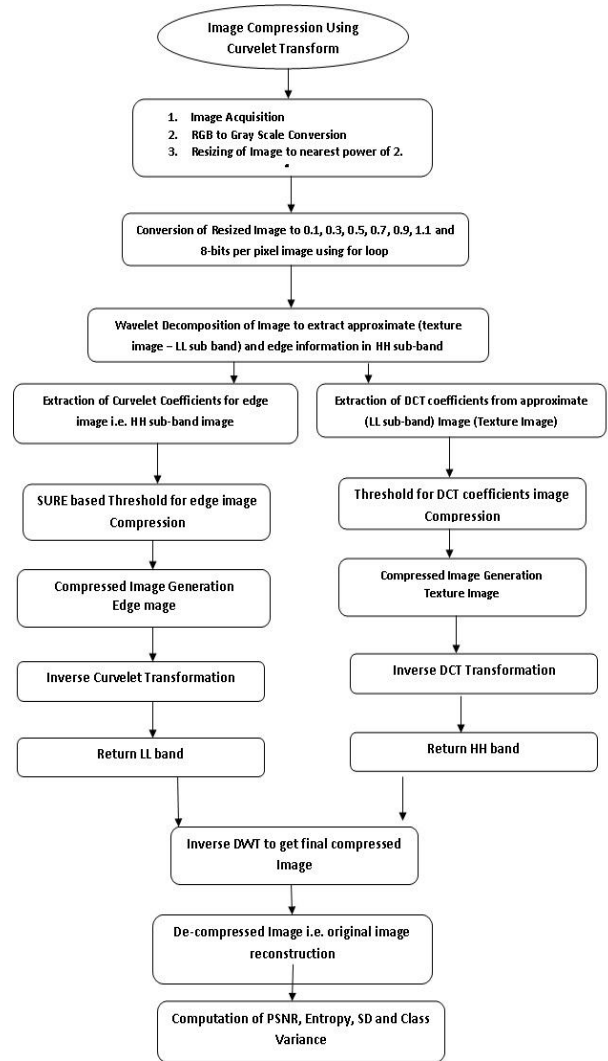 Image Compression Using
Curvelet Transform
1. Image Acquisition
2. RGB to Gray Scale Conversion
3. Resizing of Image to nearest power of 2.
Conversion of Resized Image to 0.1, 0.3, 0.5, 0.7, 0.9, 1.1 and
8-bits per pixel image using for loop
Wavelet Decomposition of Image to extract approximate (texture
image – LL sub band) and edge information in HH sub-band
Extraction of Curvelet Coefficients for edge
image i.e. HH sub-band image
Extraction of DCT coefficients from approximate
(LL sub-band) Image (Texture Image)
SURE based Threshold for edge image
Compression
Threshold for DCT coefficients image
Compression
Compressed Image Generation
Edge mage
Compressed Image Generation
Texture Image
Inverse Curvelet Transformation
Inverse DCT Transformation
Return LL band
Return HH band
Inverse DWT to get final compressed
Image
De-compressed Image i.e. original image
reconstruction
Computation of PSNR, Entropy, SD and Class
Variance